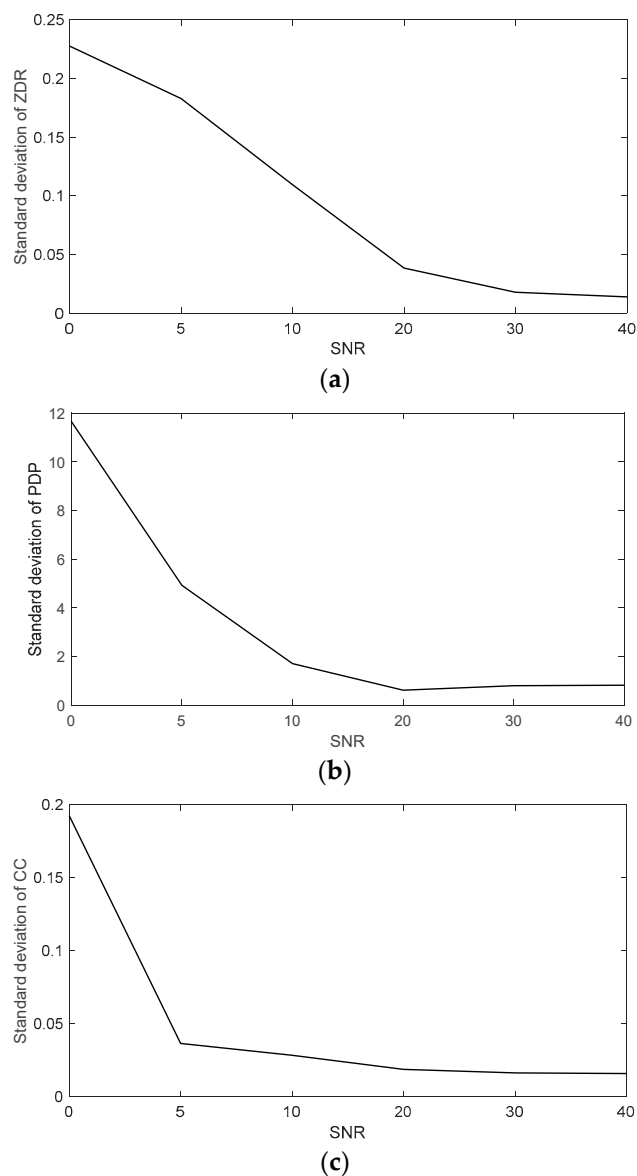 0.25
0.2
0.15
0.1
0.05
0
Standard deviation of ZDR
0 5 10 20 30 40
SNR
(a)
12
10
8
6
4
2
0
Standard deviation of PDP
0 5 10 20 30 40
SNR
(b)
0.2
0.15
0.1
0.05
0
Standard deviation of CC
0 5 10 20 30 40
SNR
(c)